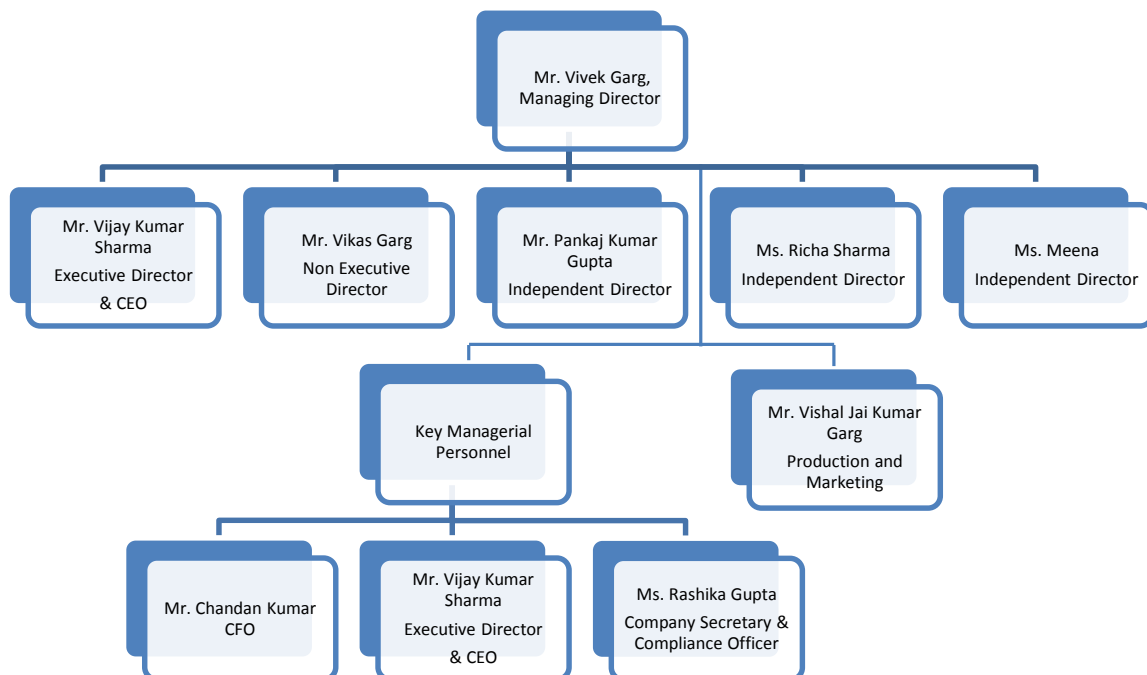 Mr. Vivek Garg,
Managing Director
Mr. Vijay Kumar
Sharma
Executive Director
& CEO
Mr. Vikas Garg
Non Executive
Director
Mr. Pankaj Kumar
Gupta
Independent Director
Ms. Richa Sharma
Independent Director
Ms. Meena
Independent Director
Key Managerial
Personnel
Mr. Vishal Jai Kumar
Garg
Production and
Marketing
Mr. Chandan Kumar
CFO
Mr. Vijay Kumar
Sharma
Executive Director
& CEO
Ms. Rashika Gupta
Company Secretary &
Compliance Officer